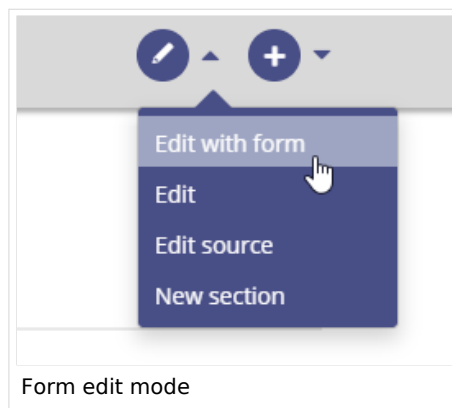 Edit with form
Edit
Edit source
New section
Form edit mode